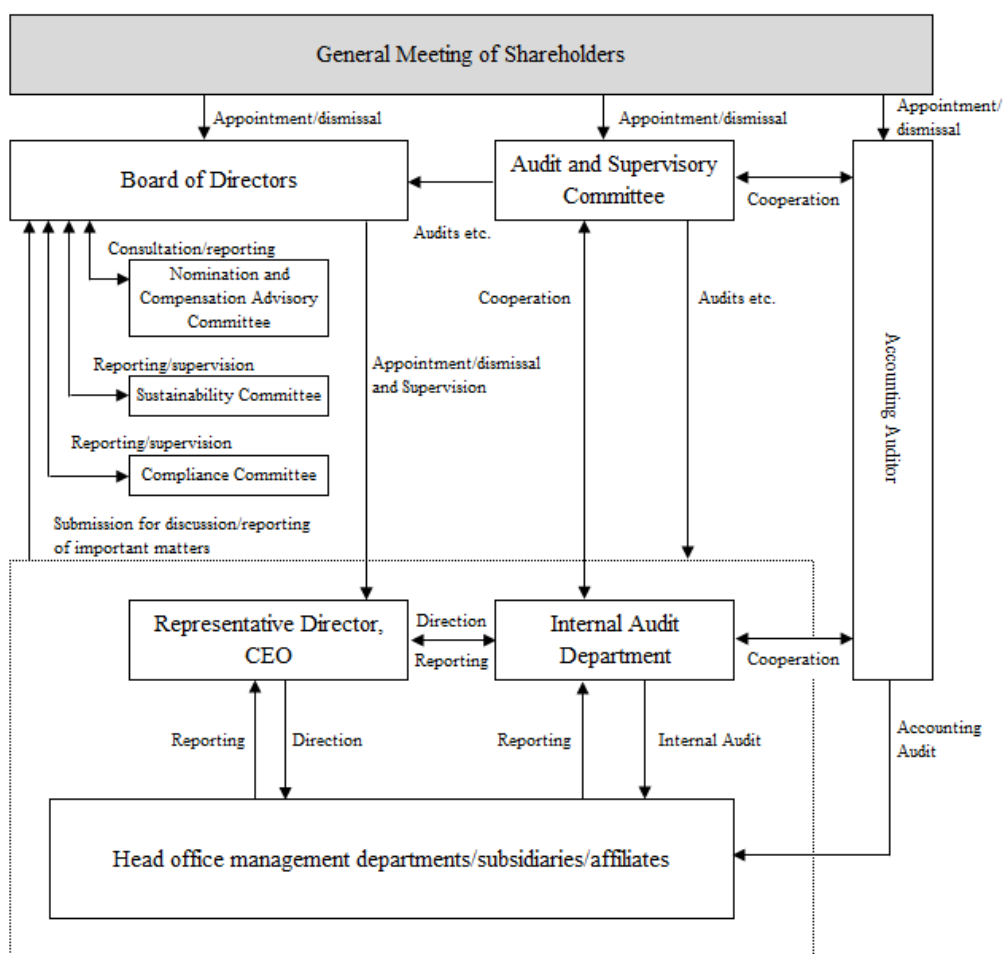 General Meeting of Shareholders
Appointment/dismissal
Appointment/dismissal
Appointment/
dismissal
Board of Directors
Audit and Supervisory
Committee
Cooperation
Audits etc.
Consultation/reporting
Nomination and
Compensation Advisory
Committee
Cooperation
Audits etc.
Reporting/supervision
Sustainability Committee
Appointment/dismissal
and Supervision
Accounting Auditor
Reporting/supervision
Compliance Committee
Submission for discussion/reporting
of important matters
Representative Director,
CEO
Direction
Reporting
Internal Audit
Department
Cooperation
Reporting
Direction
Reporting
Internal Audit
Accounting
Audit
Head office management departments/subsidiaries/affiliates